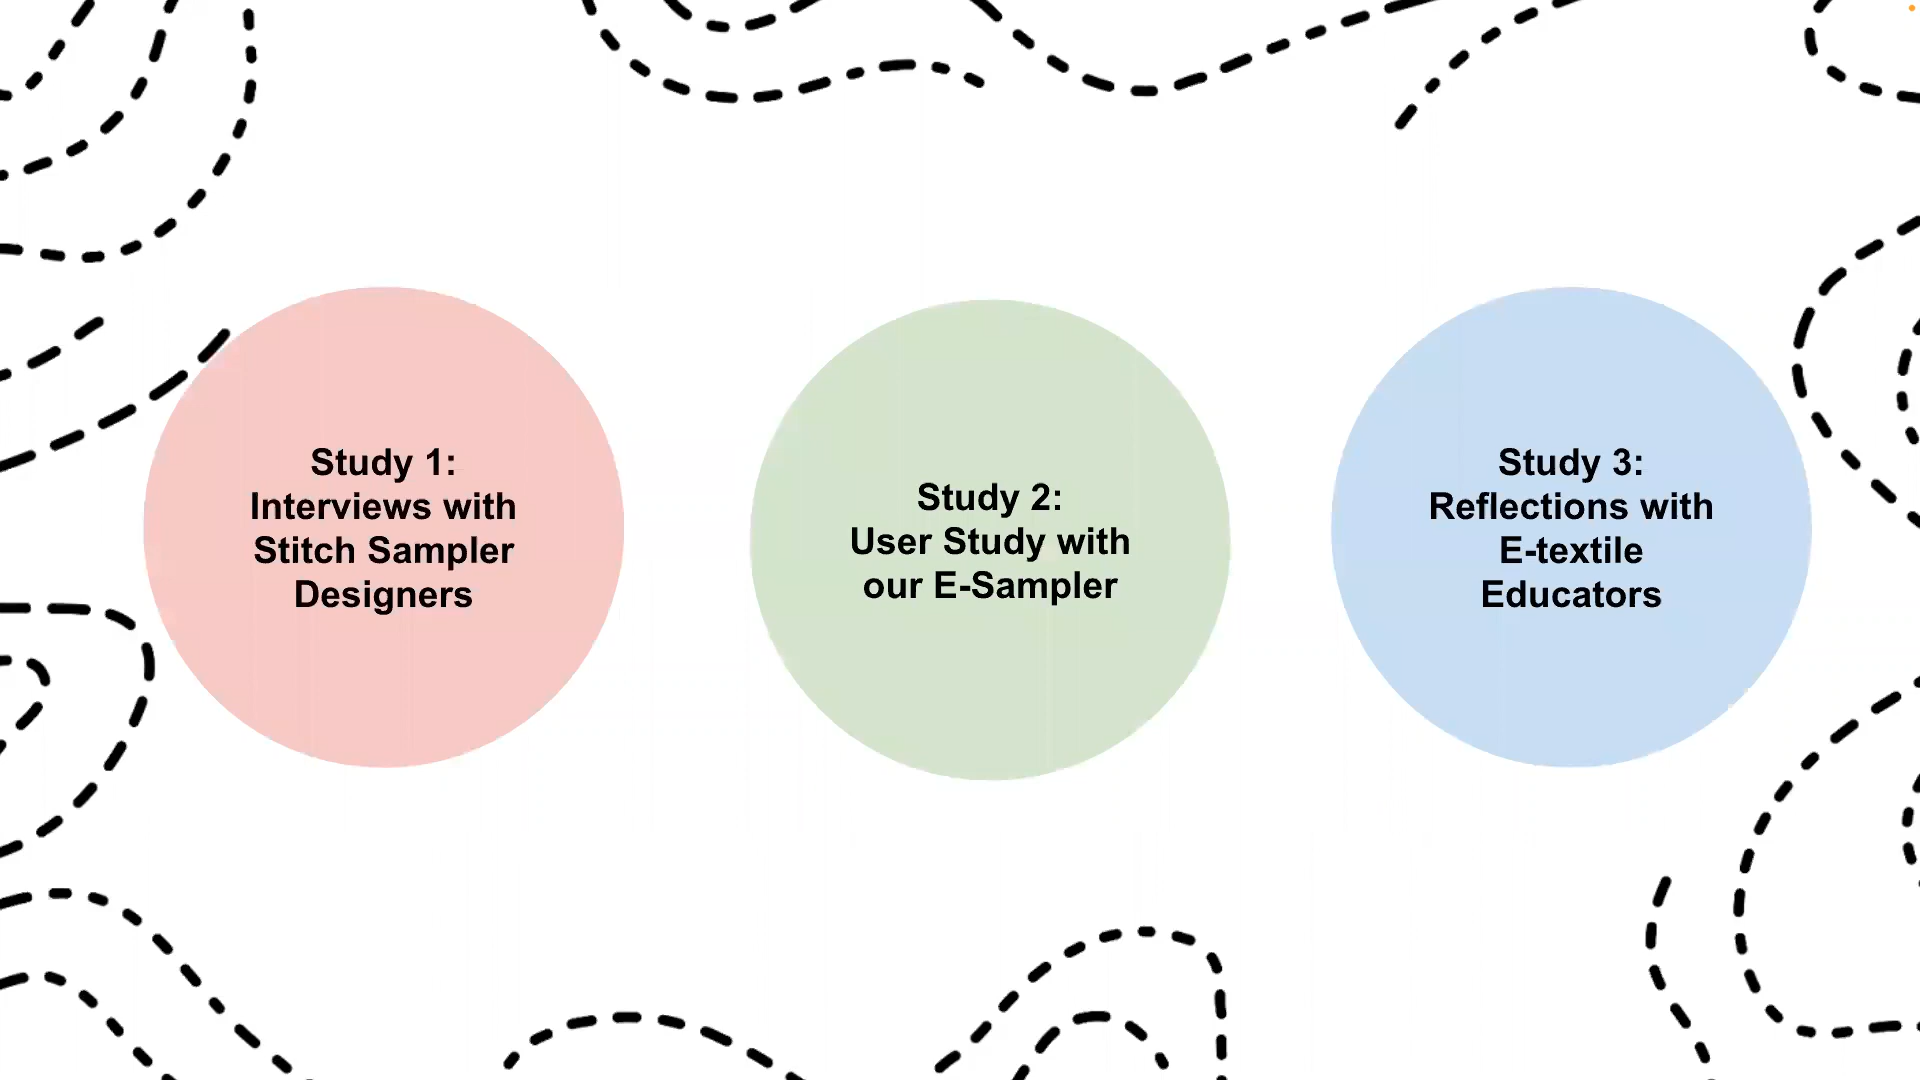 Study 1:
Interviews with
Stitch Sampler
Designers
Study 2:
User Study with
our E-Sampler
Study 3:
Reflections with
E-textile
Educators